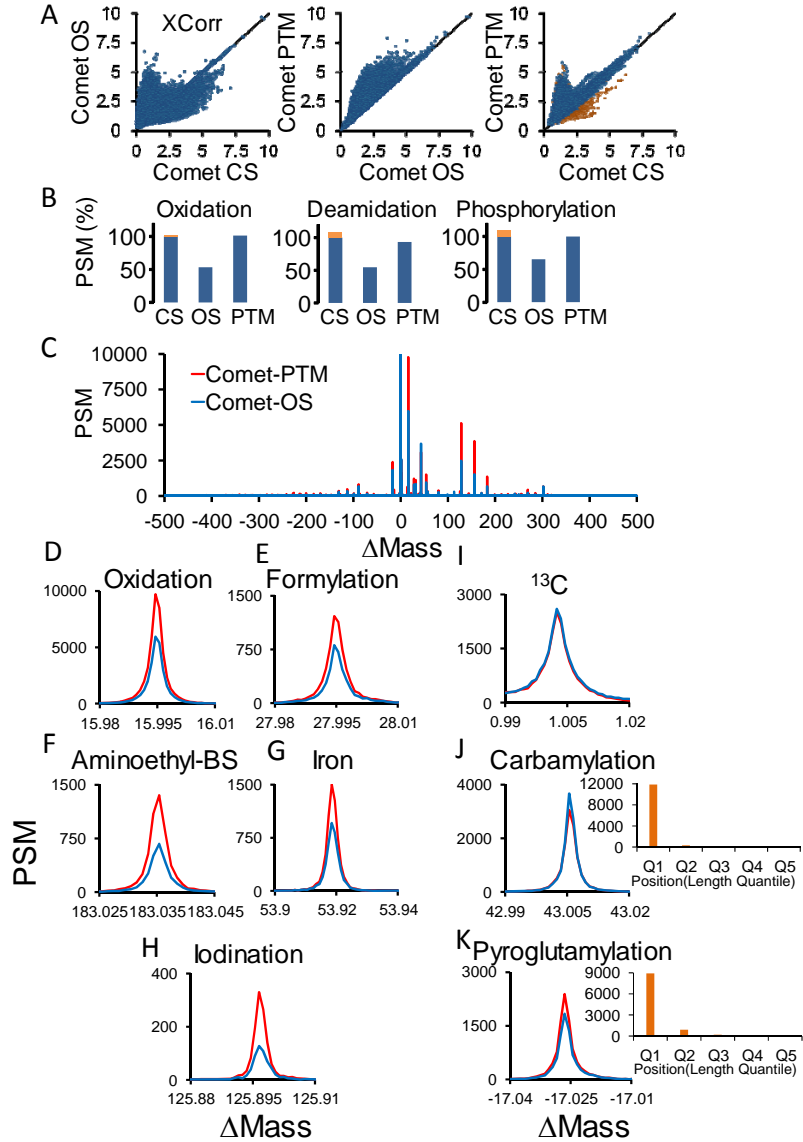 A
XCorr
Comet OS
10
7.5
5
2.5
0
0 2.5 5 7.5 10
Comet CS
Comet PTM
10
7.5
5
2.5
0
0 2.5 5 7.5 10
Comet OS
Comet PTM
10
7.5
5
2.5
0
0 2.5 5 7.5 10
Comet CS
B
PSM (%)
Oxidation
100
50
0
CS OS PTM
Deamidation
100
50
0
CS OS PTM
Phosphorylation
100
50
0
CS OS PTM
C
PSM
10000
7500
5000
2500
0
Comet-PTM
Comet-OS
-500 -400 -300 -200 -100 0 100 200 300 400 500
ΔMass
D
Oxidation
10000
5000
0
15.98 15.995 16.01
E
Formylation
1500
750
0
27.98 27.995 28.01
I
13C
3000
1500
0
0.99 1.005 1.02
F
Aminoethyl-BS
1500
750
0
183.025 183.035 183.045
G
Iron
1500
750
0
53.9 53.92 53.94
J
Carbamylation
4000
2000
0
42.99 43.005 43.02
12000
9000
6000
3000
0
Q1 Q2 Q3 Q4 Q5
Position(Length Quantile)
PSM
H
Iodination
400
200
0
125.88 125.895 125.91
ΔMass
K
Pyroglutamylation
3000
1500
0
-17.04 -17.025 -17.01
ΔMass
9000
6000
3000
0
Q1 Q2 Q3 Q4 Q5
Position(Length Quantile)